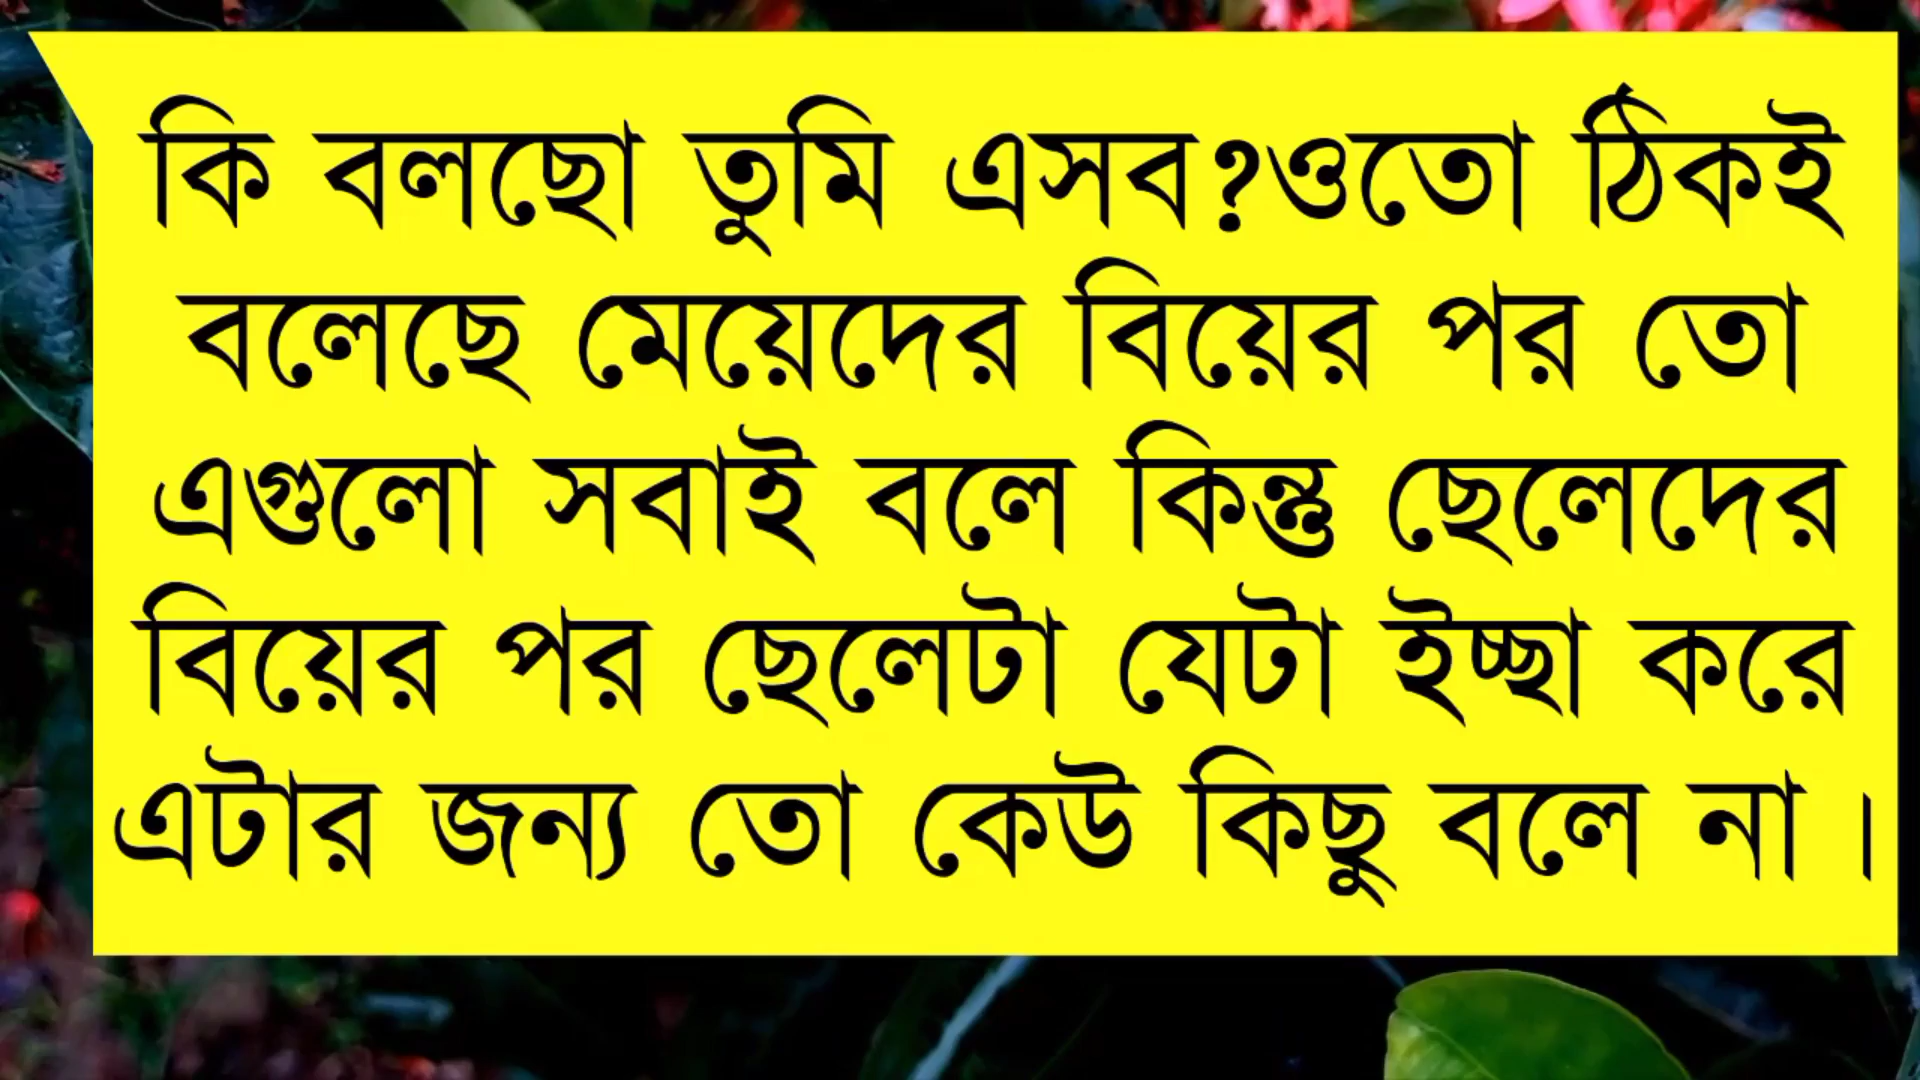 কি বলছো তুমি এসব?ওতো ঠিকই
বলেছে মেয়েদের বিয়ের পর তো
এগুলো সবাই বলে কিন্তু ছেলেদের
বিয়ের পর ছেলেটা যেটা ইচ্ছা করে
এটার জন্য তো কেউ কিছু বলে না ।